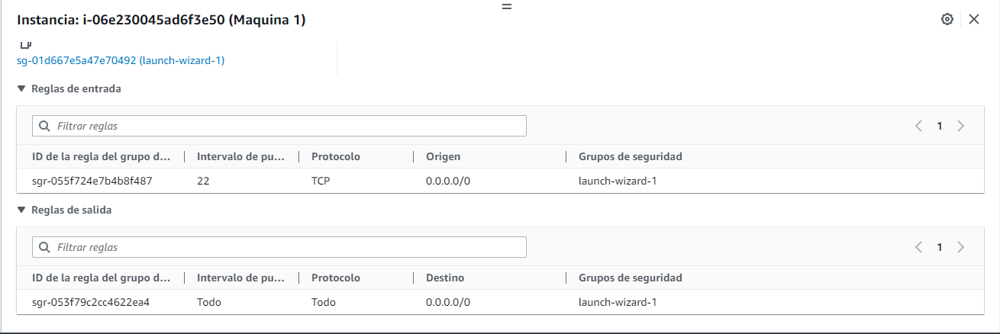 Instancia: i-06e230045ad6f3e50 (Maquina 1)
sg-01d667e5a47e70492 (launch-wizard-1)
Reglas de entrada
Filtrar reglas
1
ID de la regla del grupo d... Intervalo de pu... Protocolo Origen Grupos de seguridad
sgr-055f724e7b4b8f487 22 TCP 0.0.0.0/0 launch-wizard-1
Reglas de salida
Filtrar reglas
1
ID de la regla del grupo d... Intervalo de pu... Protocolo Destino Grupos de seguridad
sgr-053f79c2cc4622ea4 Todo Todo 0.0.0.0/0 launch-wizard-1